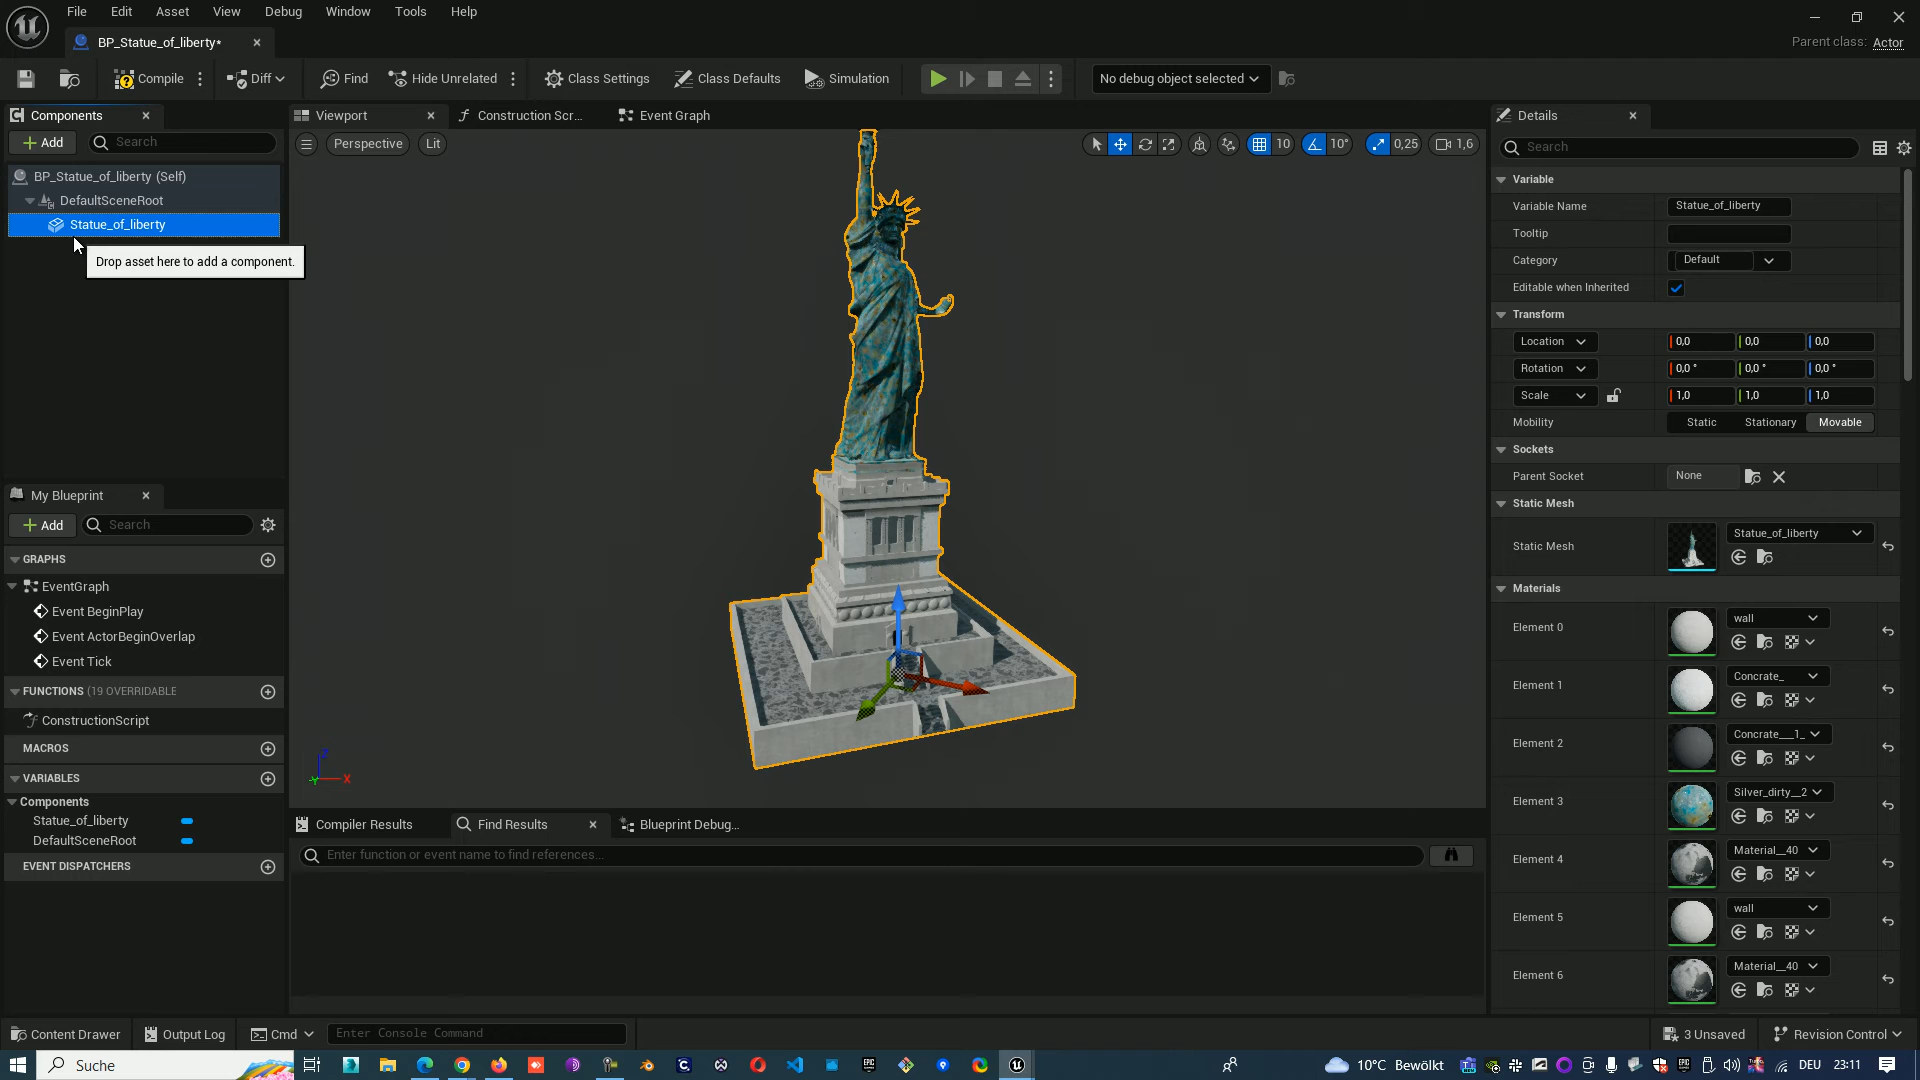 File Edit Asset View Debug Window Tools Help
BP_Statue_of_liberty*
Parent class: Actor
Compile Diff Find Hide Unrelated Class Settings Class Defaults Simulation No debug object selected
Components
Add Search
BP_Statue_of_liberty (Self)
DefaultSceneRoot
Statue_of_liberty
Drop asset here to add a component.
My Blueprint
Add Search
GRAPHS
EventGraph
Event BeginPlay
Event ActorBeginOverlap
Event Tick
FUNCTIONS (19 OVERRIDABLE
ConstructionScript
MACROS
VARIABLES
Components
Statue_of_liberty
DefaultSceneRoot
EVENT DISPATCHERS
Viewport Construction Scr... Event Graph
Perspective Lit 10 10° 0,25 1,6
Z
Y X
Compiler Results Find Results Blueprint Debug...
Enter function or event name to find references...
Details
Search
Variable
Variable Name Statue_of_liberty
Tooltip
Category Default
Editable when Inherited
Transform
Location 0,0 0,0 0,0
Rotation 0,0 ° 0,0 ° 0,0 °
Scale 1,0 1,0 1,0
Mobility Static Stationary Movable
Sockets
Parent Socket None
Static Mesh
Static Mesh Statue_of_liberty
Materials
Element 0 wall
Element 1 Concrate_
Element 2 Concrate___1_
Element 3 Silver_dirty__2
Element 4 Material__40
Element 5 wall
Element 6 Material__40
Content Drawer Output Log Cmd Enter Console Command 3 Unsaved Revision Control
Suche 10°C Bewölkt DEU 23:11